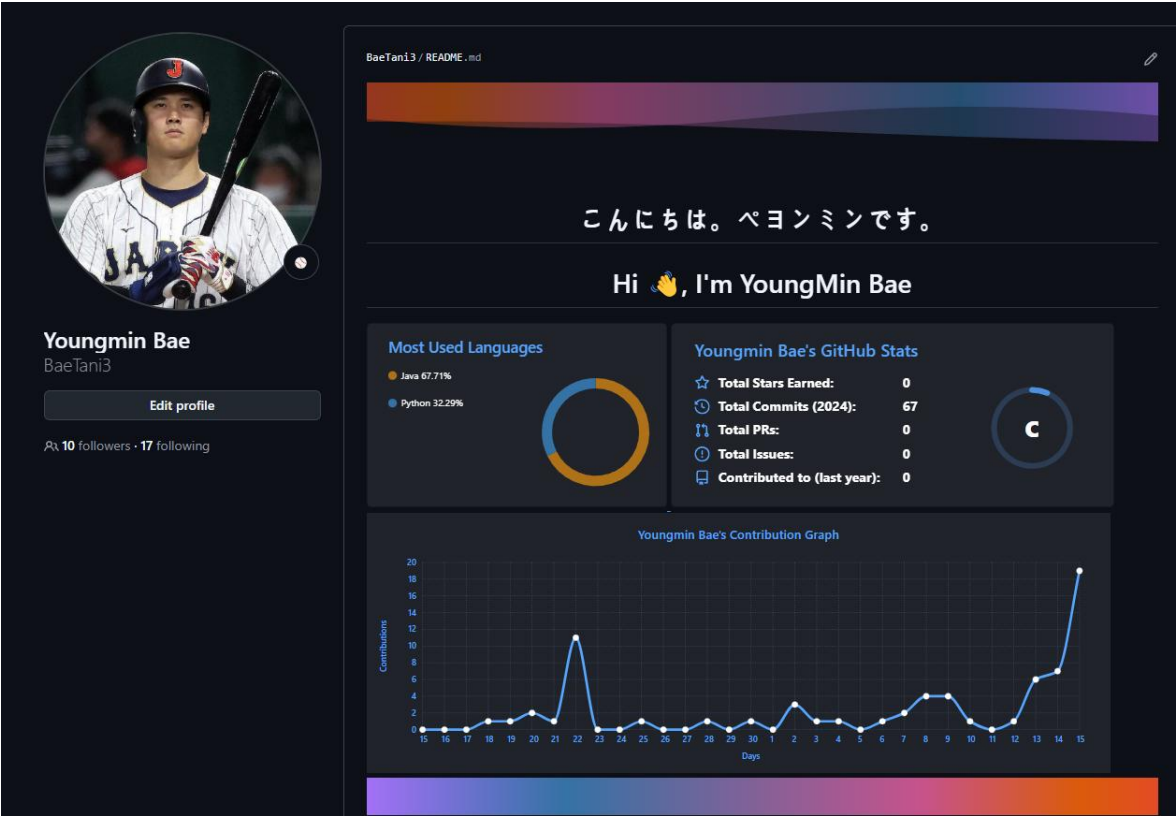 BaeTani3 / README.md
こんにちは。ペヨンミンです。
Hi 👋, I'm YoungMin Bae
J
JAP
Youngmin Bae
BaeTani3
Edit profile
10 followers · 17 following
Most Used Languages
Java 67.71%
Python 32.29%
Youngmin Bae's GitHub Stats
Total Stars Earned: 0
Total Commits (2024): 67
Total PRs: 0
Total Issues: 0
Contributed to (last year): 0
C
Youngmin Bae's Contribution Graph
Contributions
20
18
16
14
12
10
8
6
4
2
0
15 16 17 18 19 20 21 22 23 24 25 26 27 28 29 30 1 2 3 4 5 6 7 8 9 10 11 12 13 14 15
Days